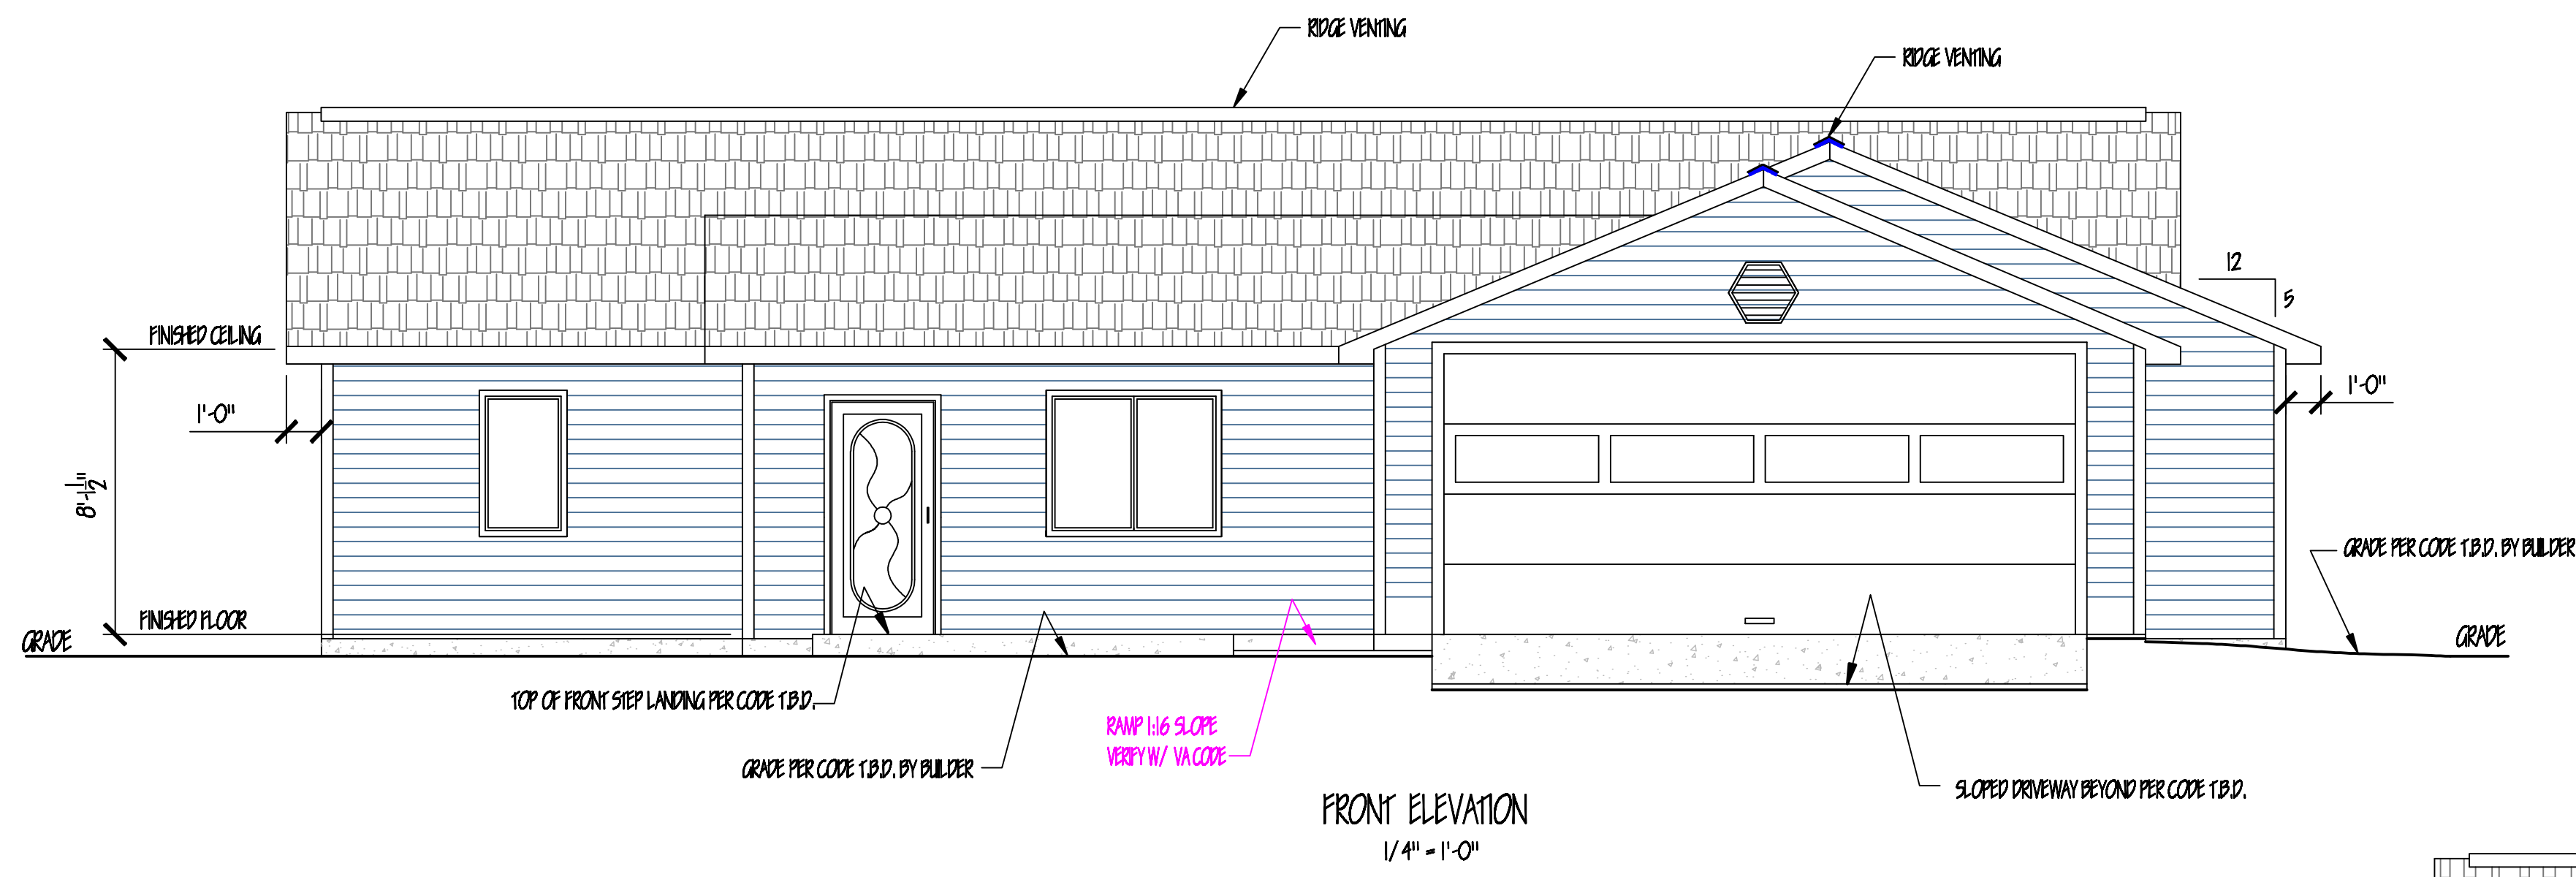 RIDGE VENTING
RIDGE VENTING
12
5
FINISHED CEILING
1'-0"
1'-0"
8'-1 1/2"
GRADE PER CODE T.B.D. BY BUILDER
FINISHED FLOOR
GRADE
GRADE
TOP OF FRONT STEP LANDING PER CODE T.B.D.
RAMP 1:16 SLOPE
VERIFY W/ VA CODE
GRADE PER CODE T.B.D. BY BUILDER
SLOPED DRIVEWAY BEYOND PER CODE T.B.D.
FRONT ELEVATION
1/4" = 1'-0"